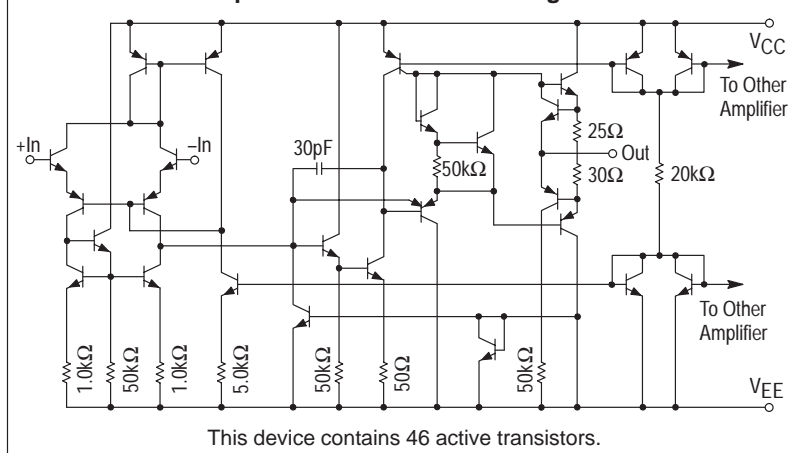 VCC
To Other
Amplifier
+In
–In
30pF
25Ω
Out
50kΩ
30Ω
20kΩ
To Other
Amplifier
1.0kΩ
50kΩ
1.0kΩ
5.0kΩ
50kΩ
50Ω
50kΩ
VEE
This device contains 46 active transistors.